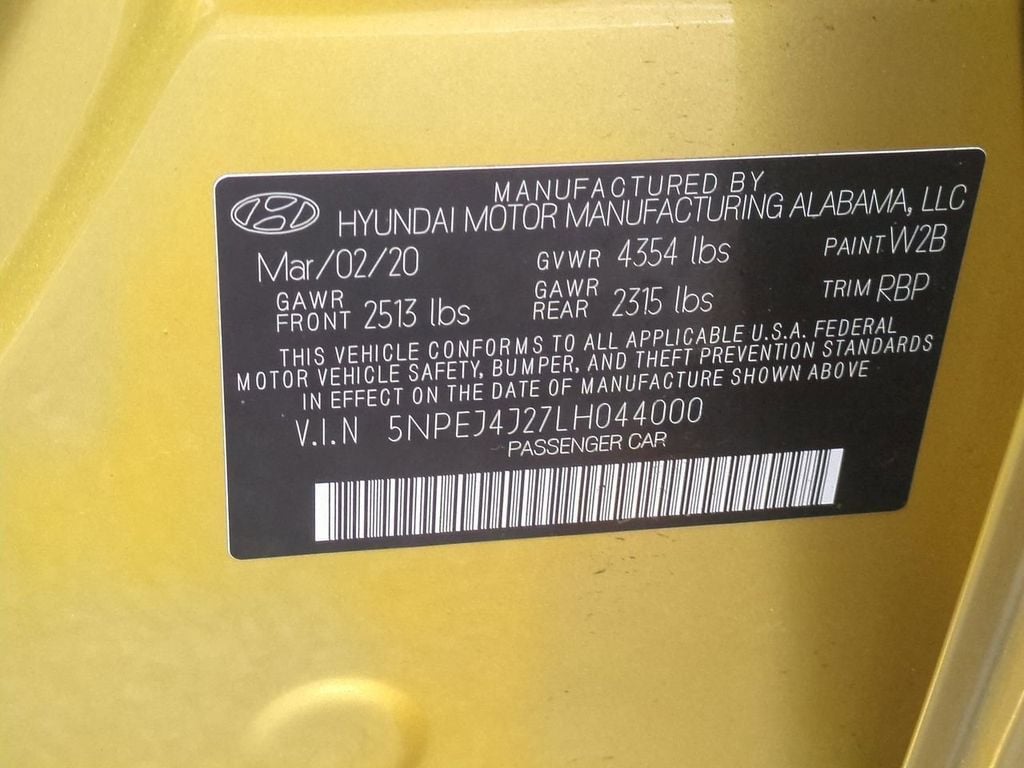 MANUFACTURED BY
HYUNDAI MOTOR MANUFACTURING ALABAMA, LLC
Mar/02/20 GVWR 4354 lbs PAINT W2B
GAWR FRONT 2513 lbs GAWR REAR 2315 lbs TRIM RBP
THIS VEHICLE CONFORMS TO ALL APPLICABLE U.S.A. FEDERAL
MOTOR VEHICLE SAFETY, BUMPER, AND THEFT PREVENTION STANDARDS
IN EFFECT ON THE DATE OF MANUFACTURE SHOWN ABOVE
V.I.N 5NPEJ4J27LH044000
PASSENGER CAR